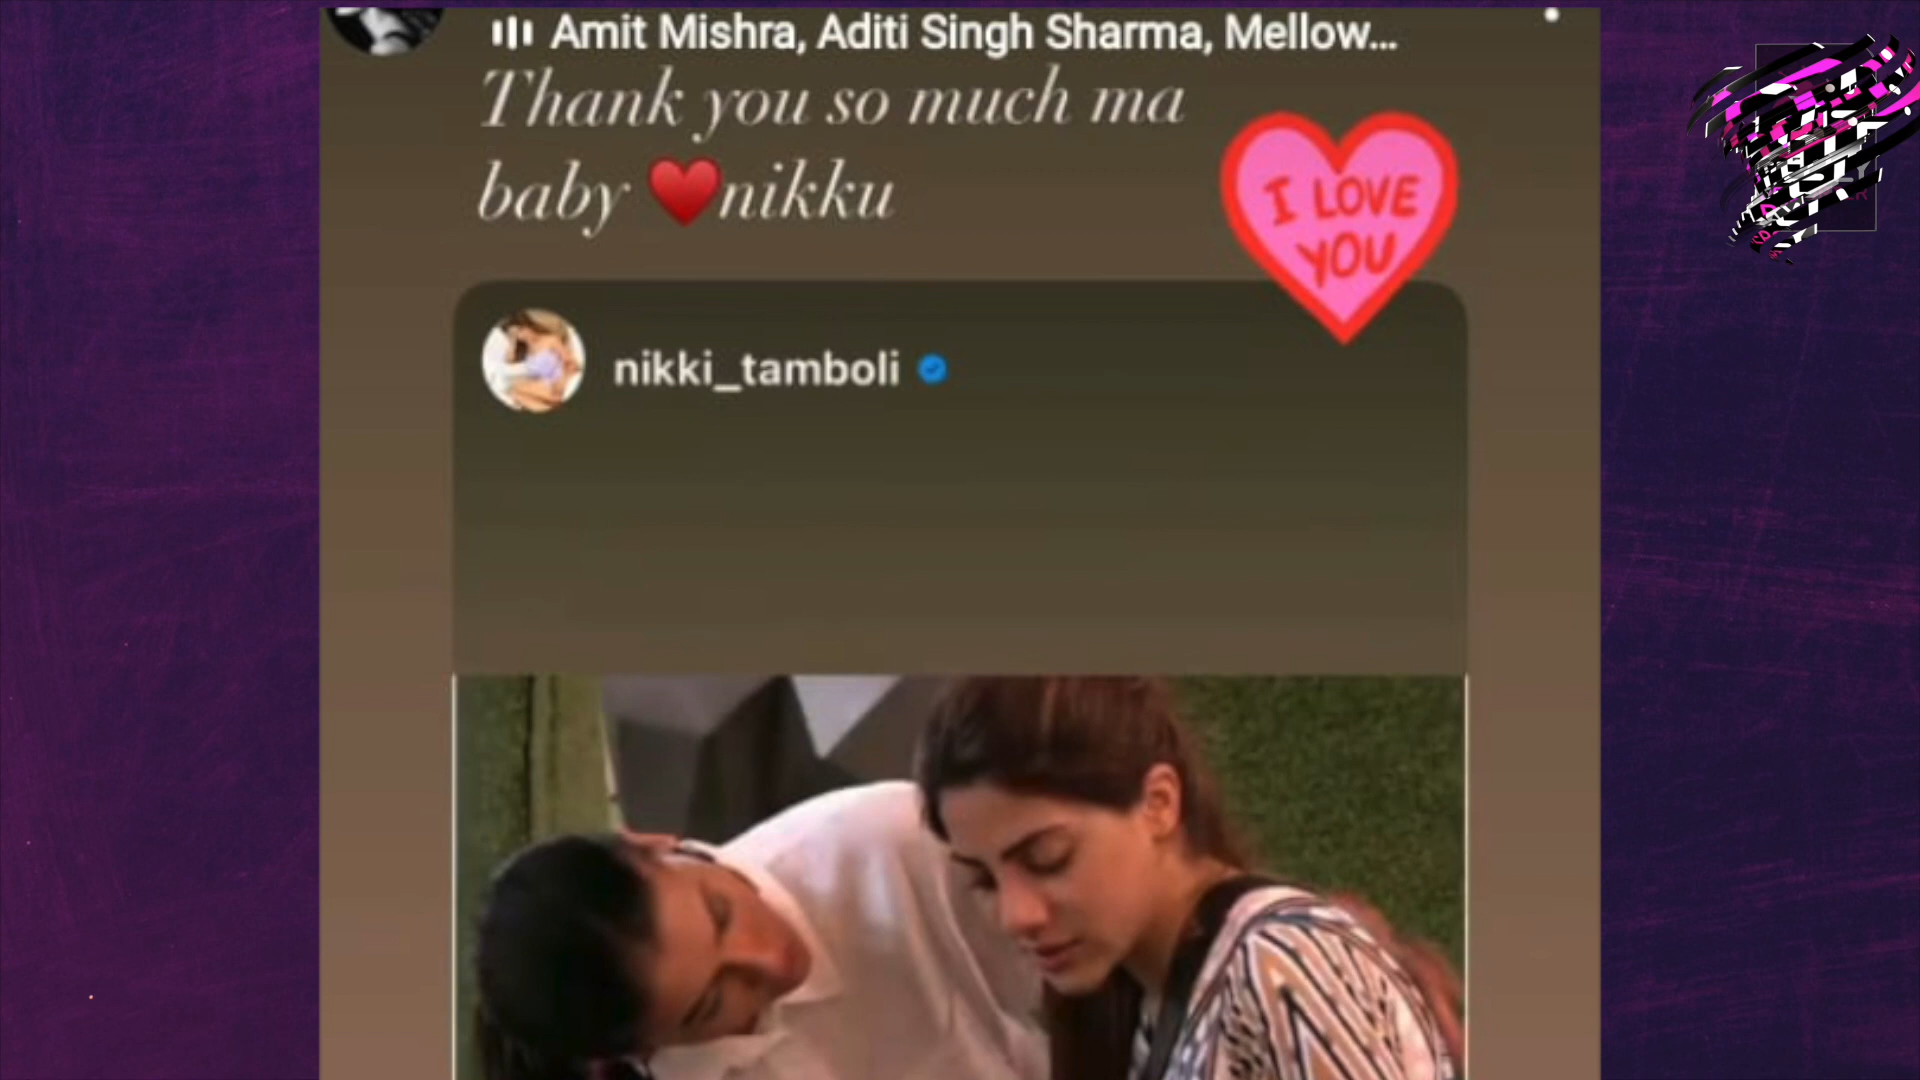 Amit Mishra, Aditi Singh Sharma, Mellow...
Thank you so much ma
baby ❤️nikku
I LOVE
YOU
nikki_tamboli